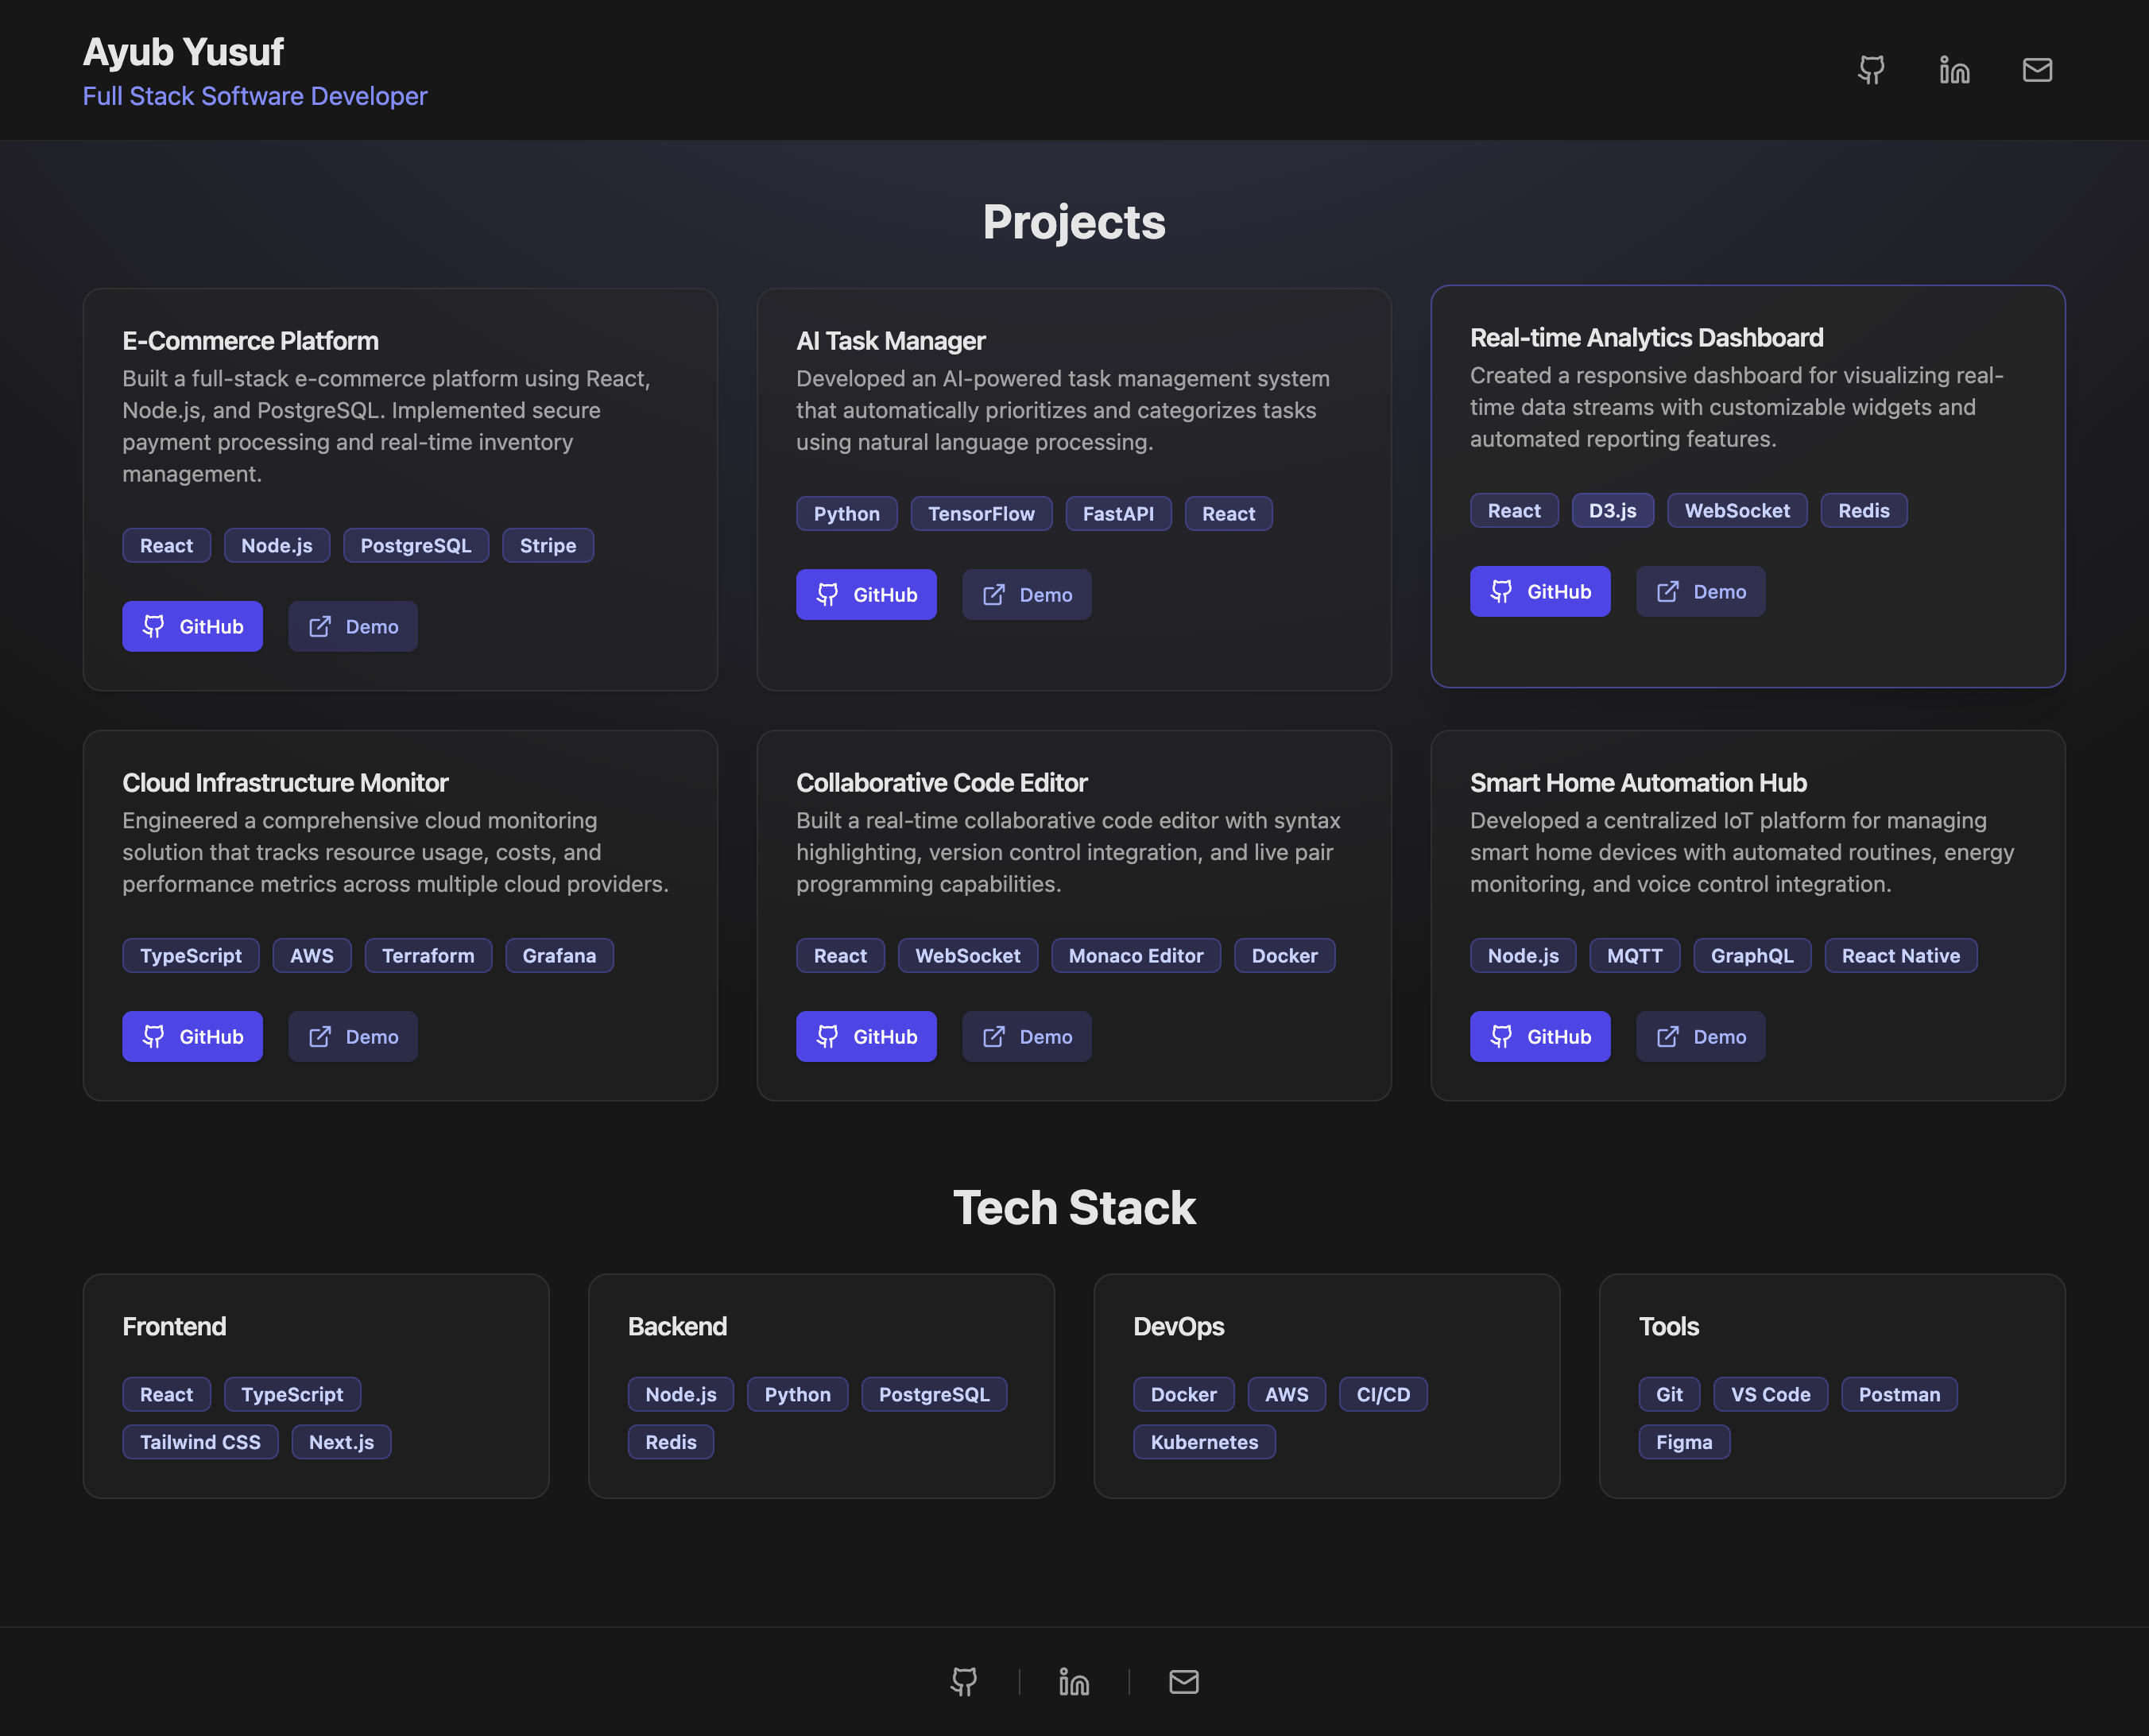 Ayub Yusuf
Full Stack Software Developer
Projects
E-Commerce Platform
Built a full-stack e-commerce platform using React,
Node.js, and PostgreSQL. Implemented secure
payment processing and real-time inventory
management.
React Node.js PostgreSQL Stripe
GitHub Demo
AI Task Manager
Developed an AI-powered task management system
that automatically prioritizes and categorizes tasks
using natural language processing.
Python TensorFlow FastAPI React
GitHub Demo
Real-time Analytics Dashboard
Created a responsive dashboard for visualizing real-
time data streams with customizable widgets and
automated reporting features.
React D3.js WebSocket Redis
GitHub Demo
Cloud Infrastructure Monitor
Engineered a comprehensive cloud monitoring
solution that tracks resource usage, costs, and
performance metrics across multiple cloud providers.
TypeScript AWS Terraform Grafana
GitHub Demo
Collaborative Code Editor
Built a real-time collaborative code editor with syntax
highlighting, version control integration, and live pair
programming capabilities.
React WebSocket Monaco Editor Docker
GitHub Demo
Smart Home Automation Hub
Developed a centralized IoT platform for managing
smart home devices with automated routines, energy
monitoring, and voice control integration.
Node.js MQTT GraphQL React Native
GitHub Demo
Tech Stack
Frontend
React TypeScript
Tailwind CSS Next.js
Backend
Node.js Python PostgreSQL
Redis
DevOps
Docker AWS CI/CD
Kubernetes
Tools
Git VS Code Postman
Figma